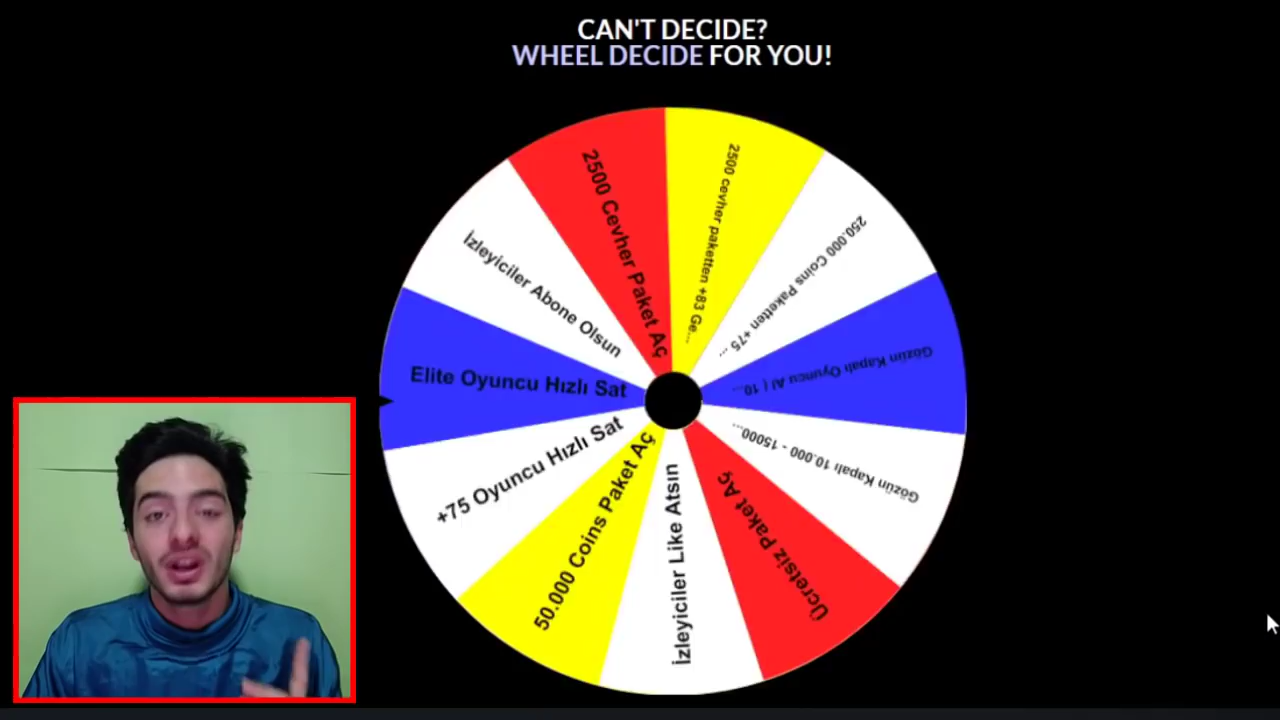 CAN'T DECIDE?
WHEEL DECIDE FOR YOU!
2500 cevher paketten +83 Ge...
250.000 Coins Paketten +75 ...
Gözün Kapalı Oyuncu Al ( 10...
Gözün Kapalı 10.000 - 15000...
Ücretsiz Paket Aç
İzleyiciler Like Atsın
50.000 Coins Paket Aç
+75 Oyuncu Hızlı Sat
Elite Oyuncu Hızlı Sat
İzleyiciler Abone Olsun
2500 Cevher Paket Aç